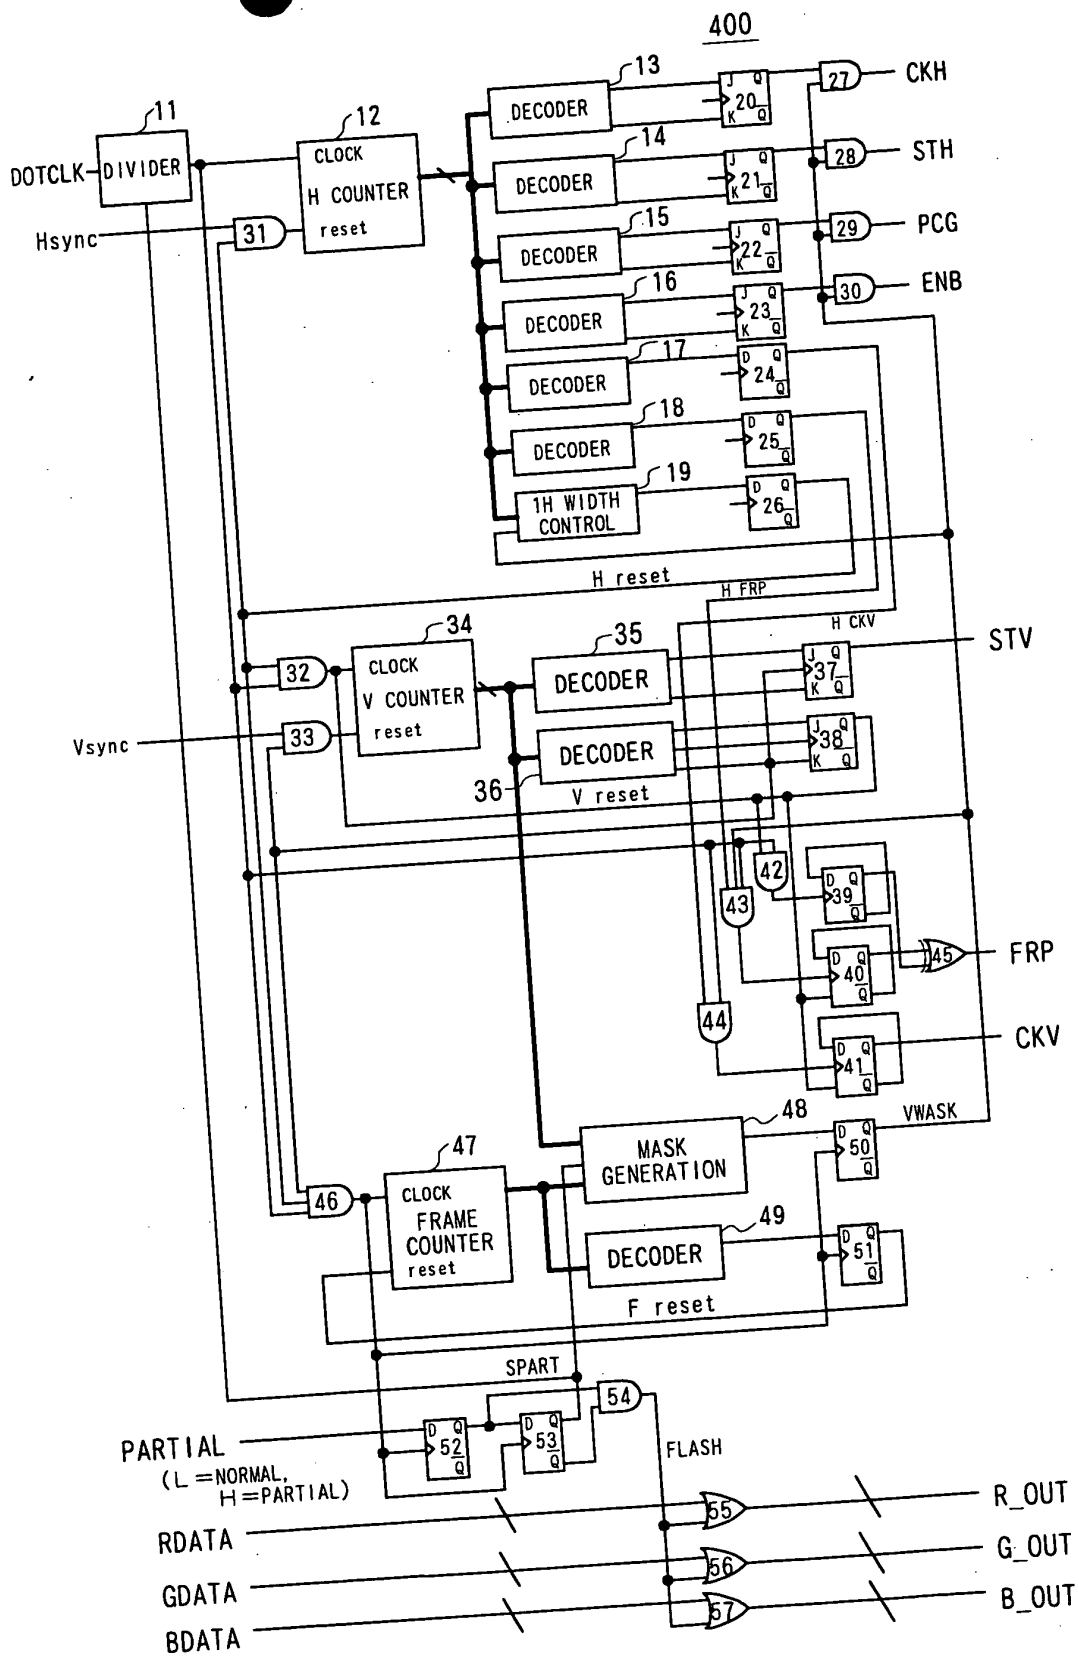 400
13
DECODER
J Q
20
K Q
27
CKH
11
12
DOTCLK
DIVIDER
CLOCK
H COUNTER
reset
14
DECODER
J Q
21
K Q
28
STH
Hsync
31
15
DECODER
J Q
22
K Q
29
PCG
16
DECODER
J Q
23
K Q
30
ENB
17
DECODER
D Q
24
Q
18
DECODER
D Q
25
Q
19
1H WIDTH
CONTROL
D Q
26
Q
H reset
H FRP
H CKV
34
32
CLOCK
V COUNTER
reset
35
DECODER
J Q
37
K Q
STV
Vsync
33
DECODER
36
J Q
38
K Q
V reset
42
43
D Q
39
Q
D Q
40
Q
45
FRP
44
D Q
41
Q
CKV
VWASK
48
MASK
GENERATION
D Q
50
Q
47
46
CLOCK
FRAME
COUNTER
reset
49
DECODER
D Q
51
Q
F reset
SPART
54
PARTIAL
(L=NORMAL,
H=PARTIAL)
D Q
52
Q
D Q
53
Q
FLASH
RDATA
55
R_OUT
GDATA
56
G_OUT
BDATA
57
B_OUT